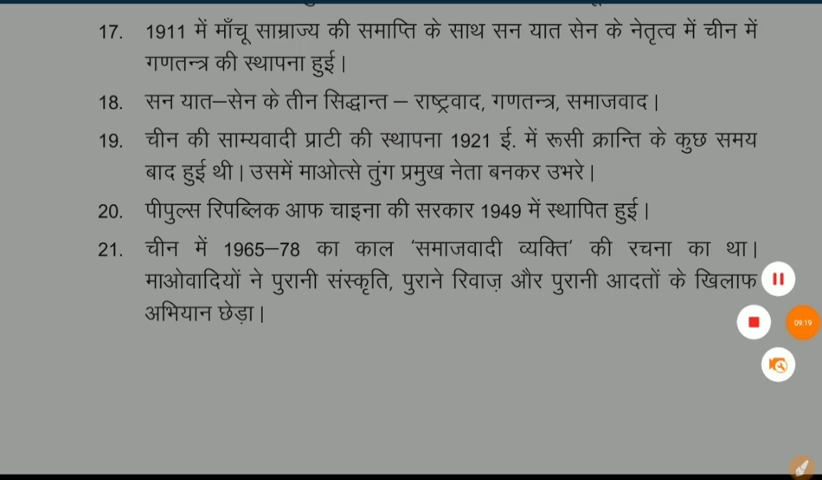 17. 1911 में माँचू साम्राज्य की समाप्ति के साथ सन यात सेन के नेतृत्व में चीन में
गणतन्त्र की स्थापना हुई।
18. सन यात–सेन के तीन सिद्धान्त – राष्ट्रवाद, गणतन्त्र, समाजवाद।
19. चीन की साम्यवादी प्राटी की स्थापना 1921 ई. में रूसी क्रान्ति के कुछ समय
बाद हुई थी। उसमें माओत्से तुंग प्रमुख नेता बनकर उभरे।
20. पीपुल्स रिपब्लिक आफ चाइना की सरकार 1949 में स्थापित हुई।
21. चीन में 1965–78 का काल 'समाजवादी व्यक्ति' की रचना का था।
माओवादियों ने पुरानी संस्कृति, पुराने रिवाज़ और पुरानी आदतों के खिलाफ
अभियान छेड़ा।
09:19